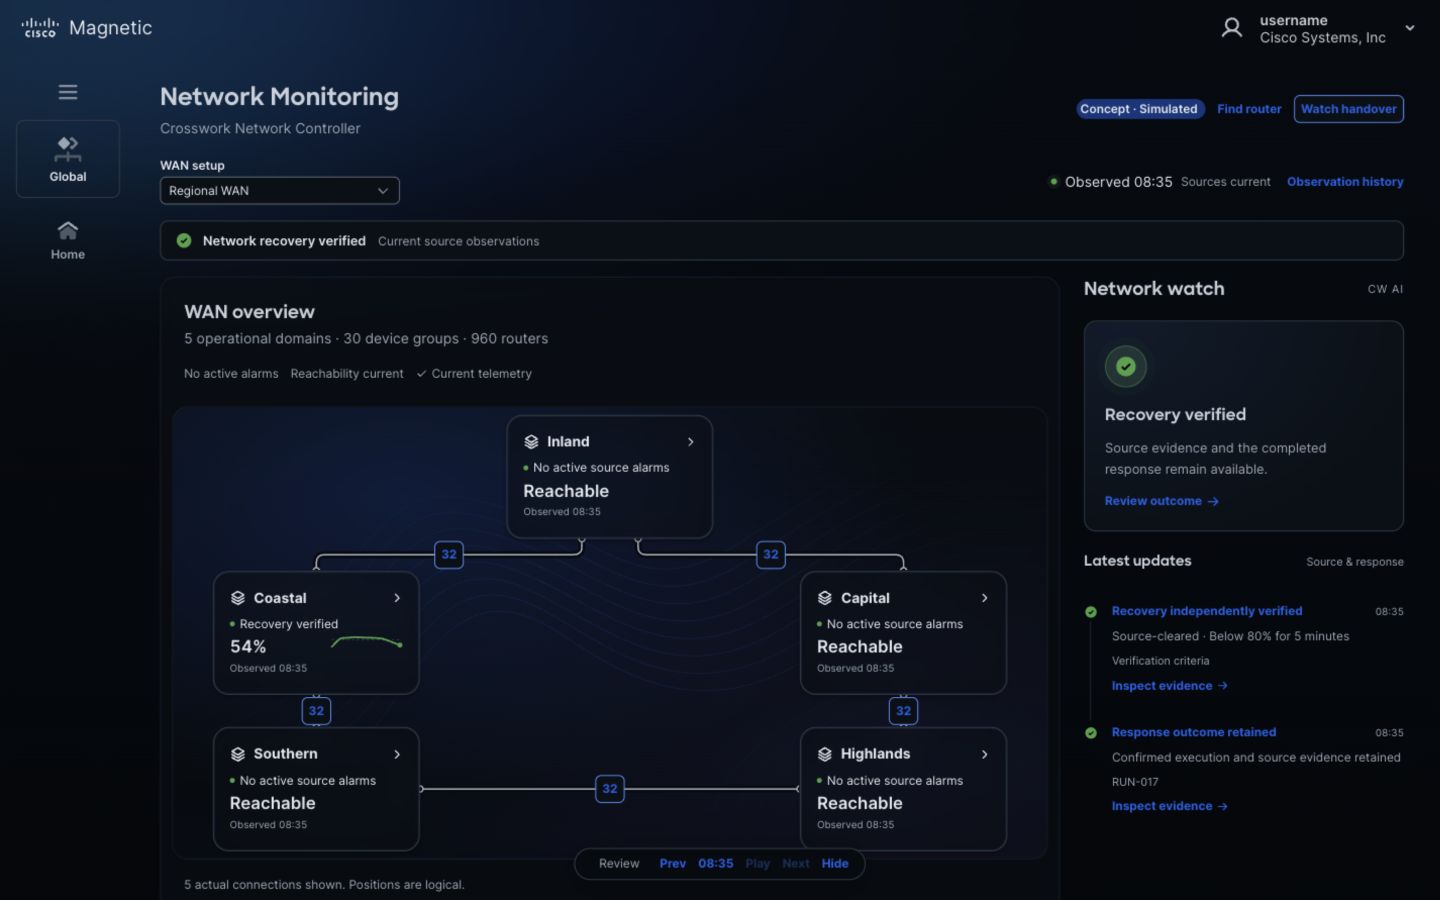 cisco Magnetic
username
Cisco Systems, Inc
Network Monitoring
Crosswork Network Controller
Concept · Simulated Find router Watch handover
Global
Home
WAN setup
Regional WAN
Observed 08:35 Sources current Observation history
Network recovery verified Current source observations
WAN overview
5 operational domains · 30 device groups · 960 routers
No active alarms Reachability current Current telemetry
Inland
No active source alarms
Reachable
Observed 08:35
32
32
Coastal
Recovery verified
54%
Observed 08:35
Capital
No active source alarms
Reachable
Observed 08:35
32
32
Southern
No active source alarms
Reachable
Observed 08:35
32
Highlands
No active source alarms
Reachable
Observed 08:35
5 actual connections shown. Positions are logical.
Review Prev 08:35 Play Next Hide
Network watch CW AI
Recovery verified
Source evidence and the completed
response remain available.
Review outcome →
Latest updates Source & response
Recovery independently verified 08:35
Source-cleared · Below 80% for 5 minutes
Verification criteria
Inspect evidence →
Response outcome retained 08:35
Confirmed execution and source evidence retained
RUN-017
Inspect evidence →